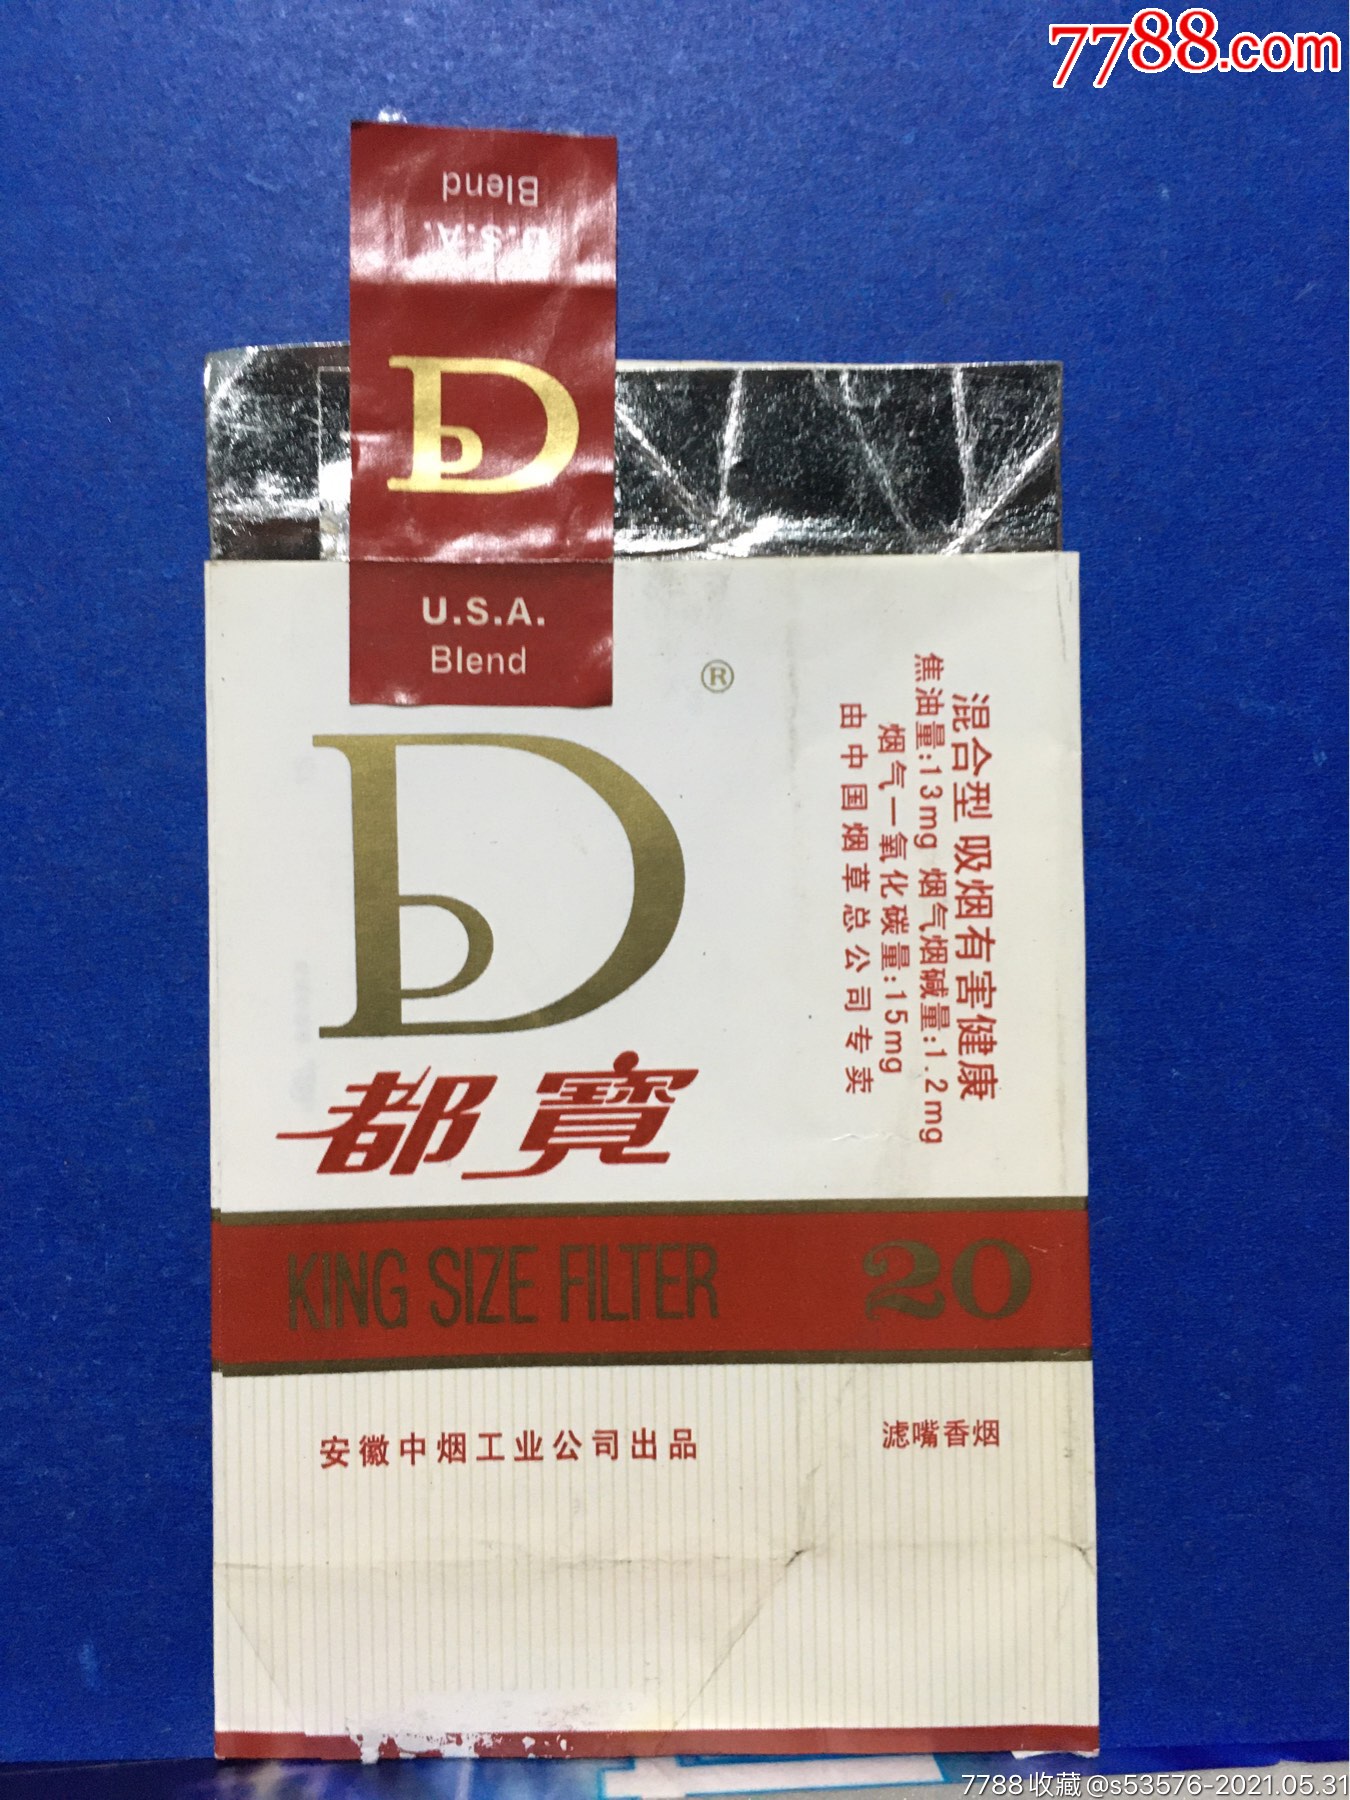 7788.com
Blend
U.S.A.
U.S.A.
Blend
®
都寶
混合型 吸烟有害健康
焦油量:13mg 烟气烟碱量:1.2mg
烟气一氧化碳量:15mg
由中国烟草总公司专卖
KING SIZE FILTER
20
安徽中烟工业公司出品
滤嘴香烟
7788收藏@s53576-2021.05.31